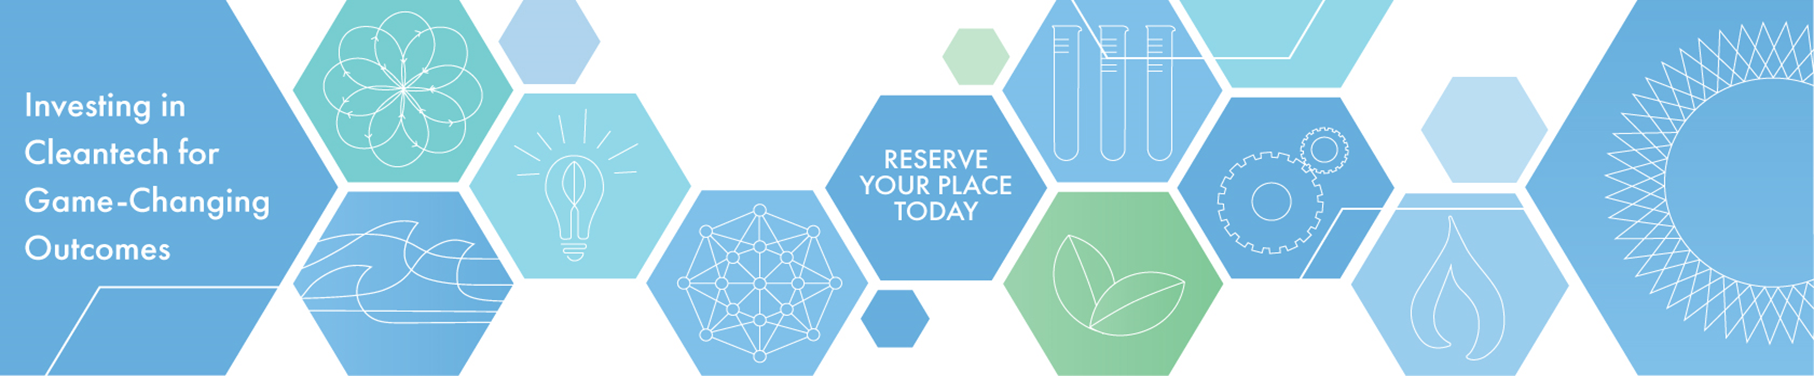 Investing in
Cleantech for
Game-Changing
Outcomes
RESERVE
YOUR PLACE
TODAY